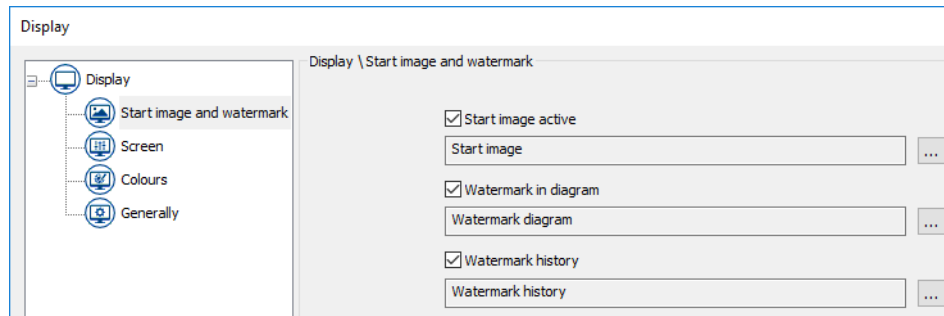 Display
Display
Start image and watermark
Screen
Colours
Generally
Display \ Start image and watermark
Start image active
Start image
...
Watermark in diagram
Watermark diagram
...
Watermark history
Watermark history
...